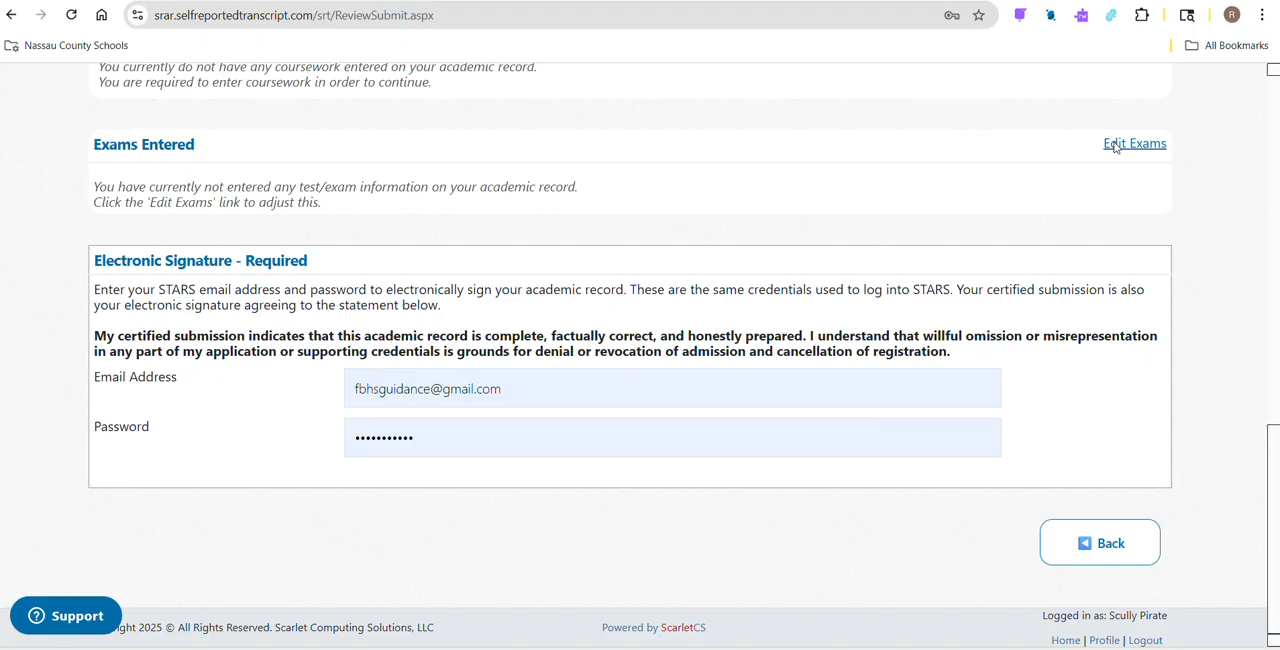 srar.selfreportedtranscript.com/srt/ReviewSubmit.aspx
R
Nassau County Schools
All Bookmarks
You currently do not have any coursework entered on your academic record.
You are required to enter coursework in order to continue.
Exams Entered
Edit Exams
You have currently not entered any test/exam information on your academic record.
Click the 'Edit Exams' link to adjust this.
Electronic Signature - Required
Enter your STARS email address and password to electronically sign your academic record. These are the same credentials used to log into STARS. Your certified submission is also
your electronic signature agreeing to the statement below.
My certified submission indicates that this academic record is complete, factually correct, and honestly prepared. I understand that willful omission or misrepresentation
in any part of my application or supporting credentials is grounds for denial or revocation of admission and cancellation of registration.
Email Address
fbhsguidance@gmail.com
Password
•••••••••••
Back
Logged in as: Scully Pirate
Support
ght 2025 © All Rights Reserved. Scarlet Computing Solutions, LLC
Powered by ScarletCS
Home | Profile | Logout